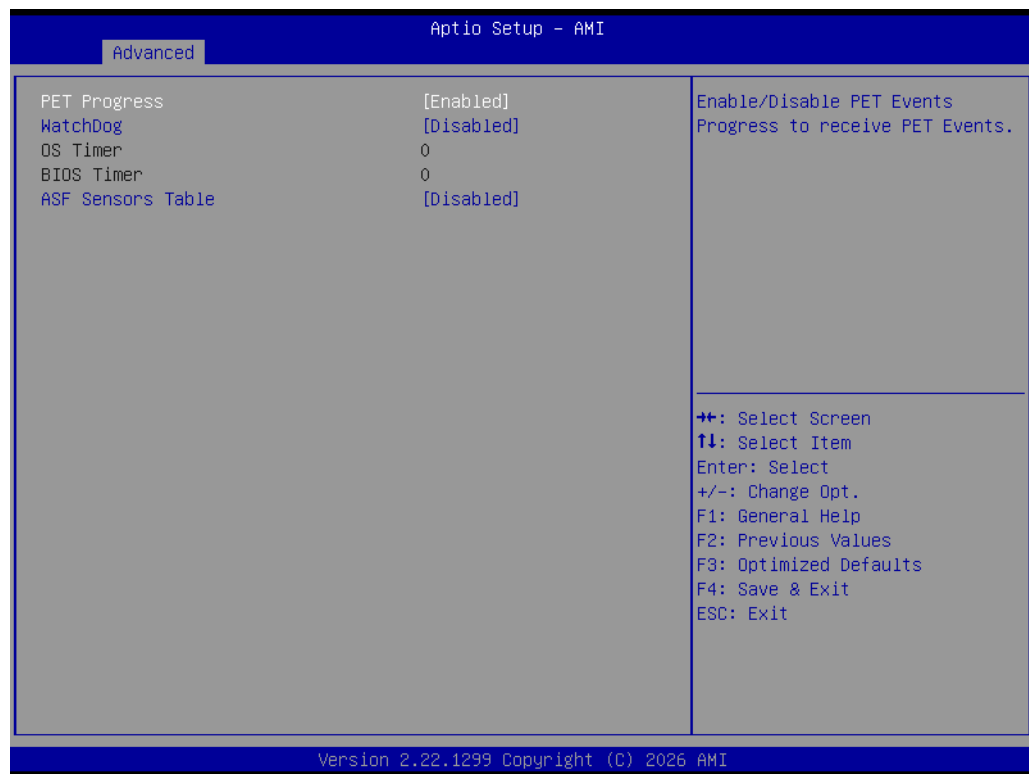 Aptio Setup – AMI
Advanced
PET Progress [Enabled]
WatchDog [Disabled]
OS Timer 0
BIOS Timer 0
ASF Sensors Table [Disabled]
Enable/Disable PET Events
Progress to receive PET Events.
→←: Select Screen
↑↓: Select Item
Enter: Select
+/-: Change Opt.
F1: General Help
F2: Previous Values
F3: Optimized Defaults
F4: Save & Exit
ESC: Exit
Version 2.22.1299 Copyright (C) 2026 AMI